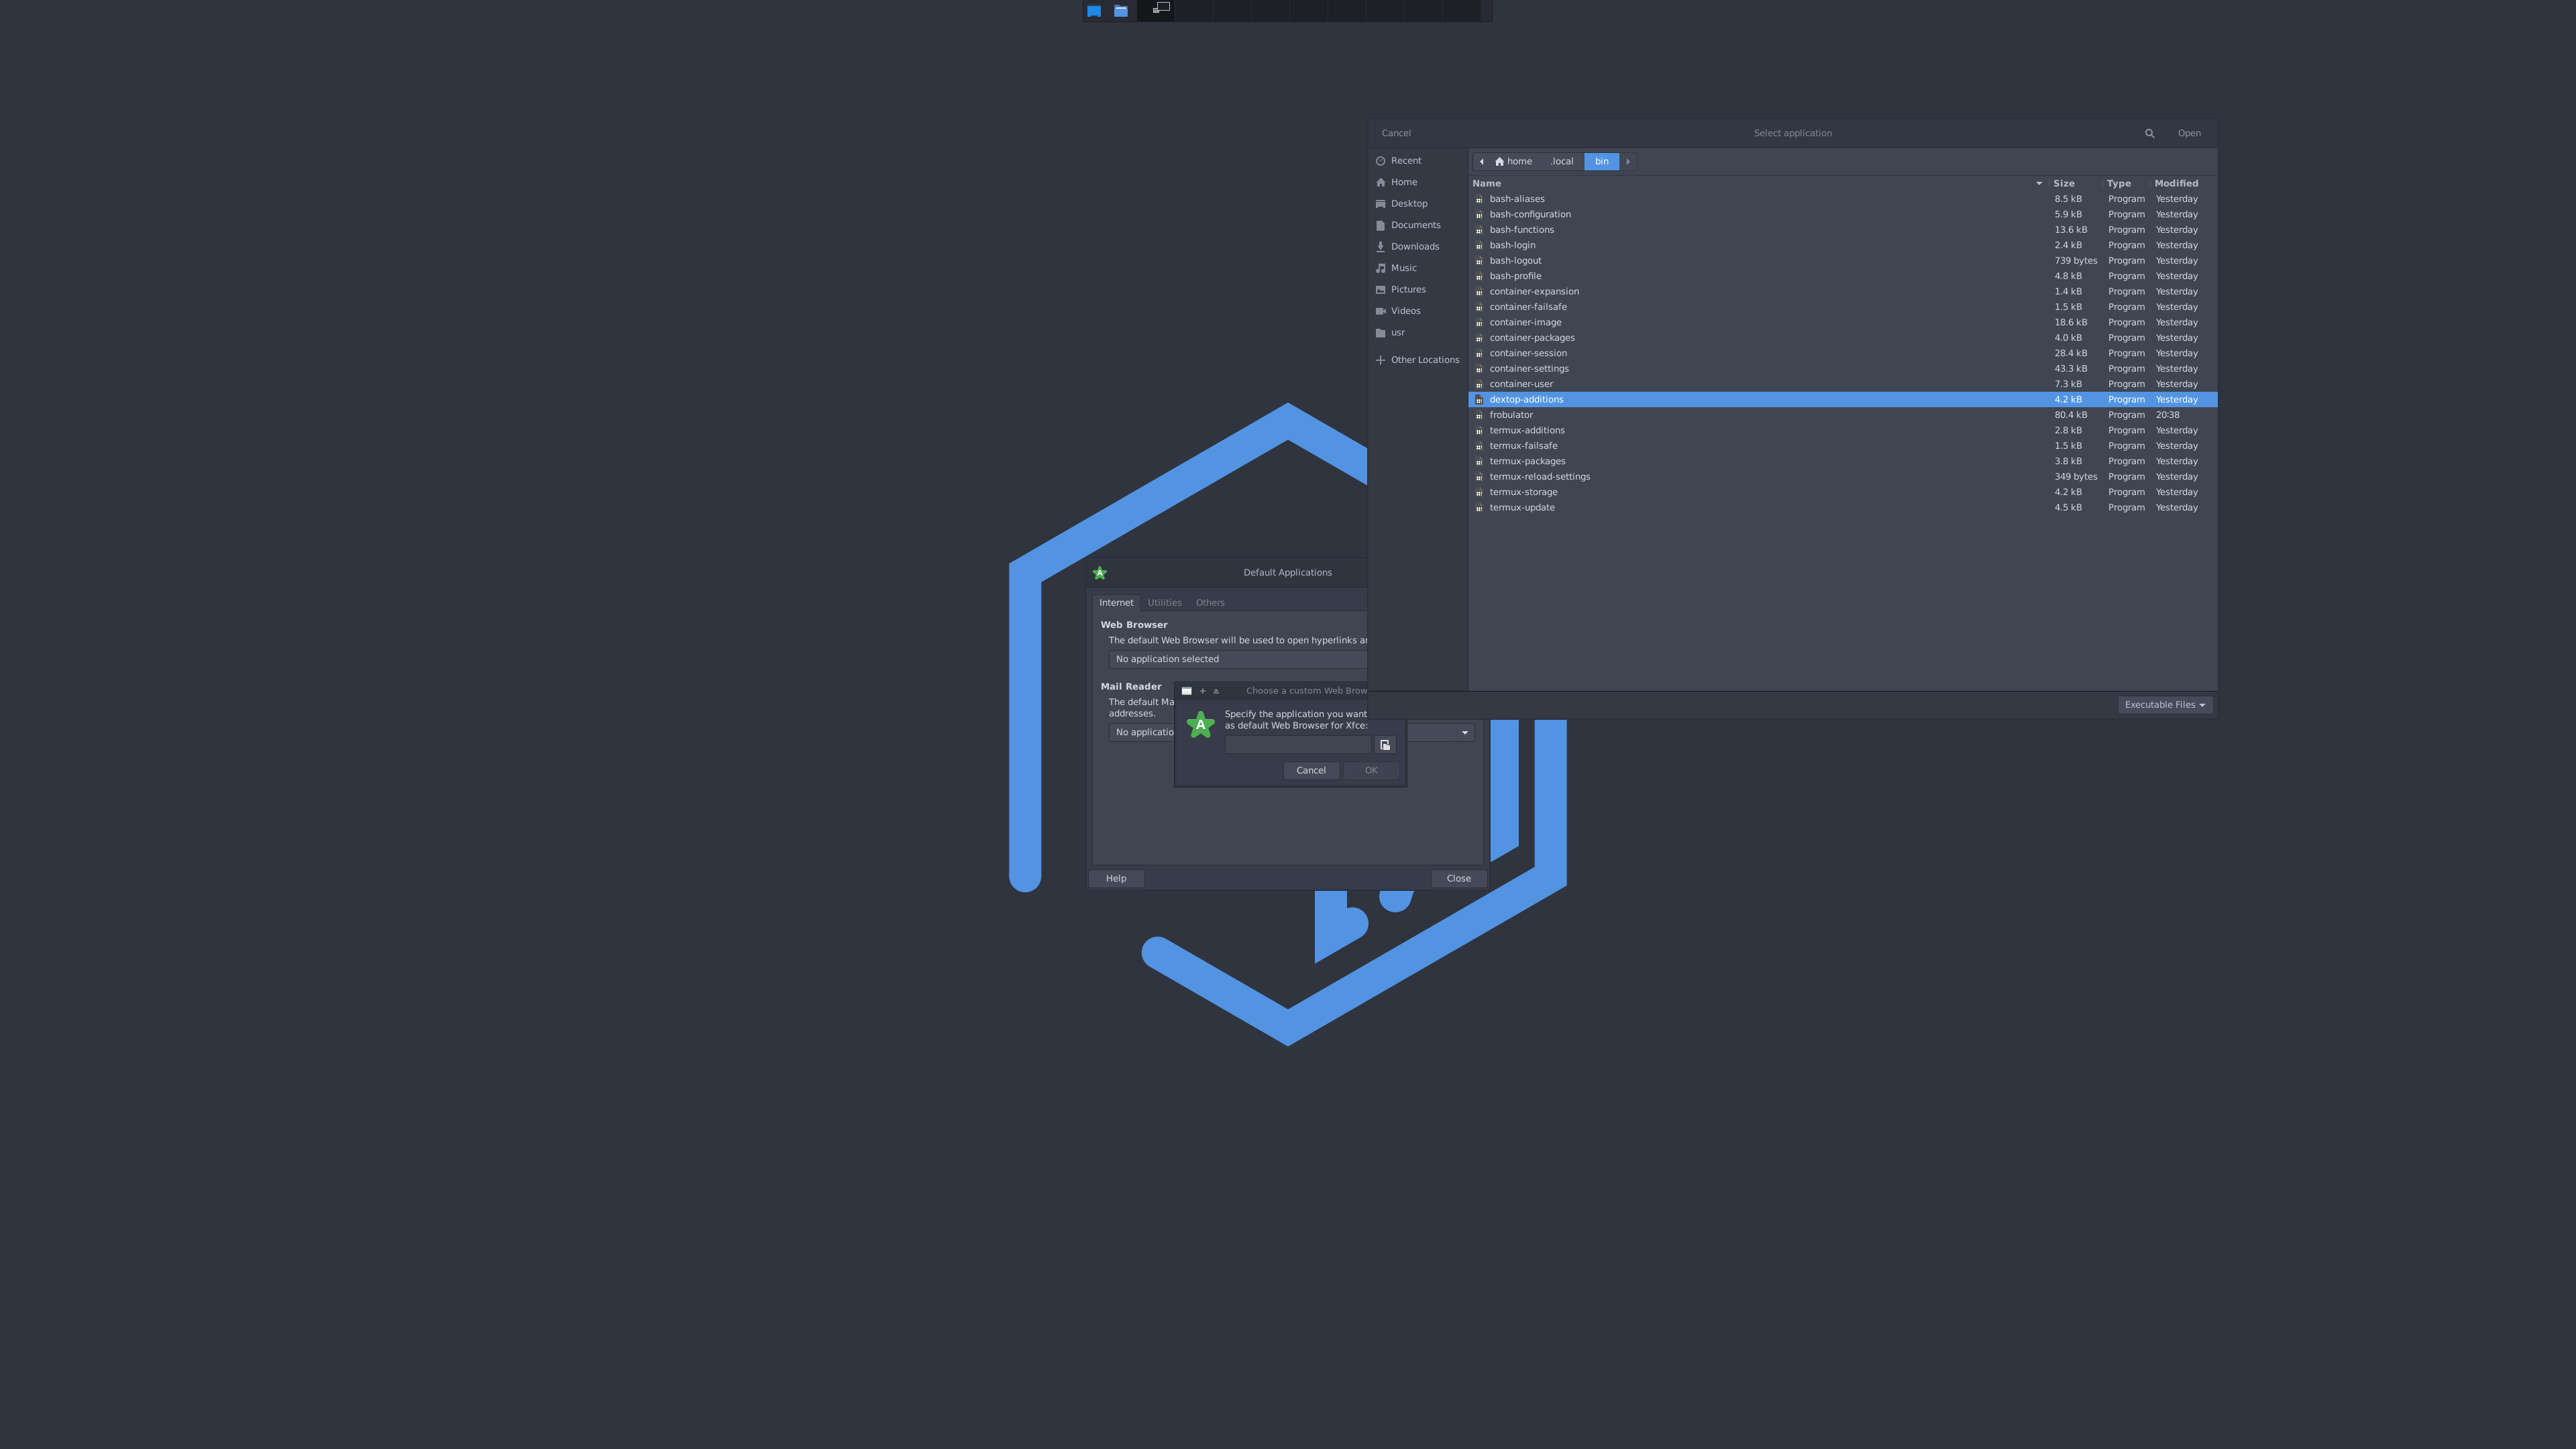 Cancel
Select application
Open
Recent
Home
Desktop
Documents
Downloads
Music
Pictures
Videos
usr
Other Locations
home .local bin
Name Size Type Modified
bash-aliases 8.5 kB Program Yesterday
bash-configuration 5.9 kB Program Yesterday
bash-functions 13.6 kB Program Yesterday
bash-login 2.4 kB Program Yesterday
bash-logout 739 bytes Program Yesterday
bash-profile 4.8 kB Program Yesterday
container-expansion 1.4 kB Program Yesterday
container-failsafe 1.5 kB Program Yesterday
container-image 18.6 kB Program Yesterday
container-packages 4.0 kB Program Yesterday
container-session 28.4 kB Program Yesterday
container-settings 43.3 kB Program Yesterday
container-user 7.3 kB Program Yesterday
dextop-additions 4.2 kB Program Yesterday
frobulator 80.4 kB Program 20:38
termux-additions 2.8 kB Program Yesterday
termux-failsafe 1.5 kB Program Yesterday
termux-packages 3.8 kB Program Yesterday
termux-reload-settings 349 bytes Program Yesterday
termux-storage 4.2 kB Program Yesterday
termux-update 4.5 kB Program Yesterday
Executable Files
A
Default Applications
Internet Utilities Others
Web Browser
The default Web Browser will be used to open hyperlinks a
No application selected
Mail Reader
The default Ma
addresses.
No applicatio
Choose a custom Web Brow
A
Specify the application you want
as default Web Browser for Xfce:
Cancel OK
Help Close